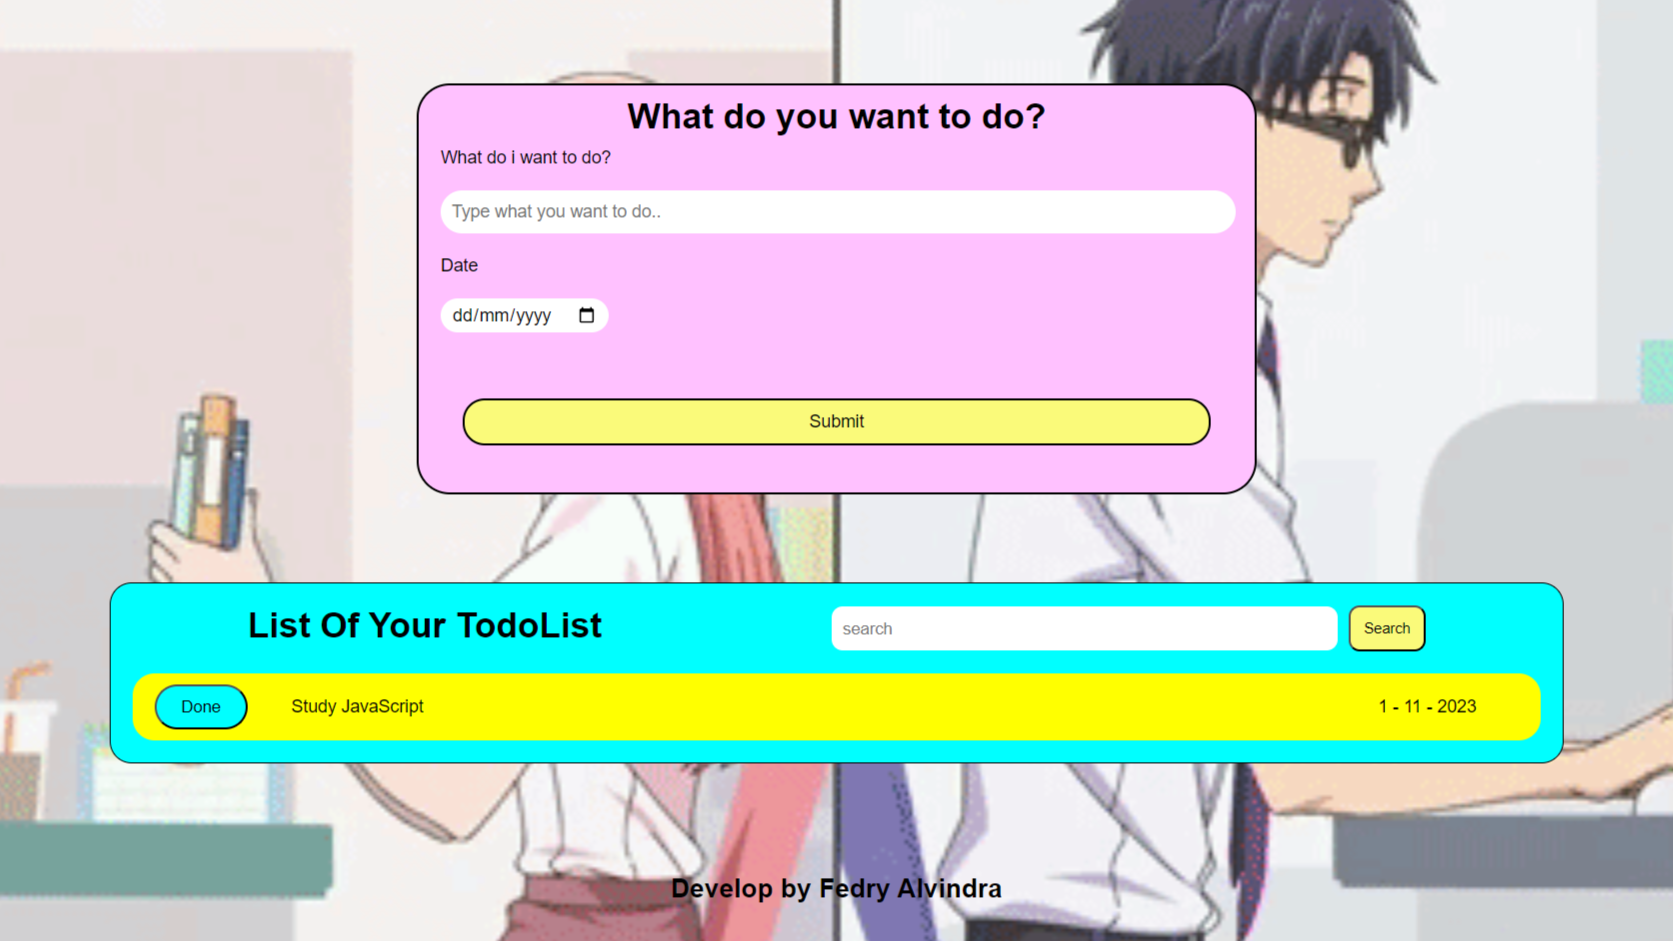 What do you want to do?
What do i want to do?
Type what you want to do..
Date
dd/mm/yyyy
Submit
List Of Your TodoList
search
Search
Done
Study JavaScript
1 - 11 - 2023
Develop by Fedry Alvindra